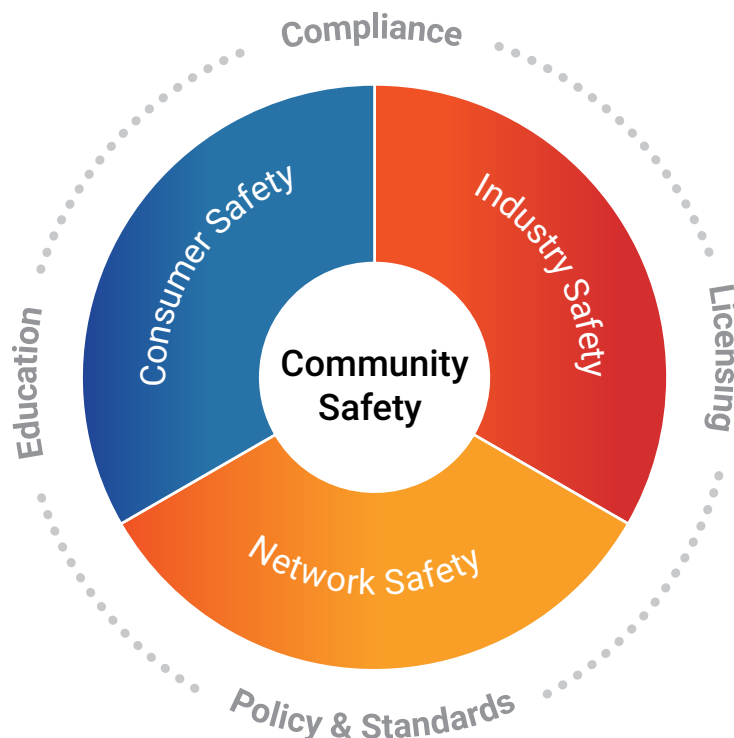 Compliance
Consumer Safety
Industry Safety
Education
Community
Safety
Licensing
Network Safety
Policy & Standards